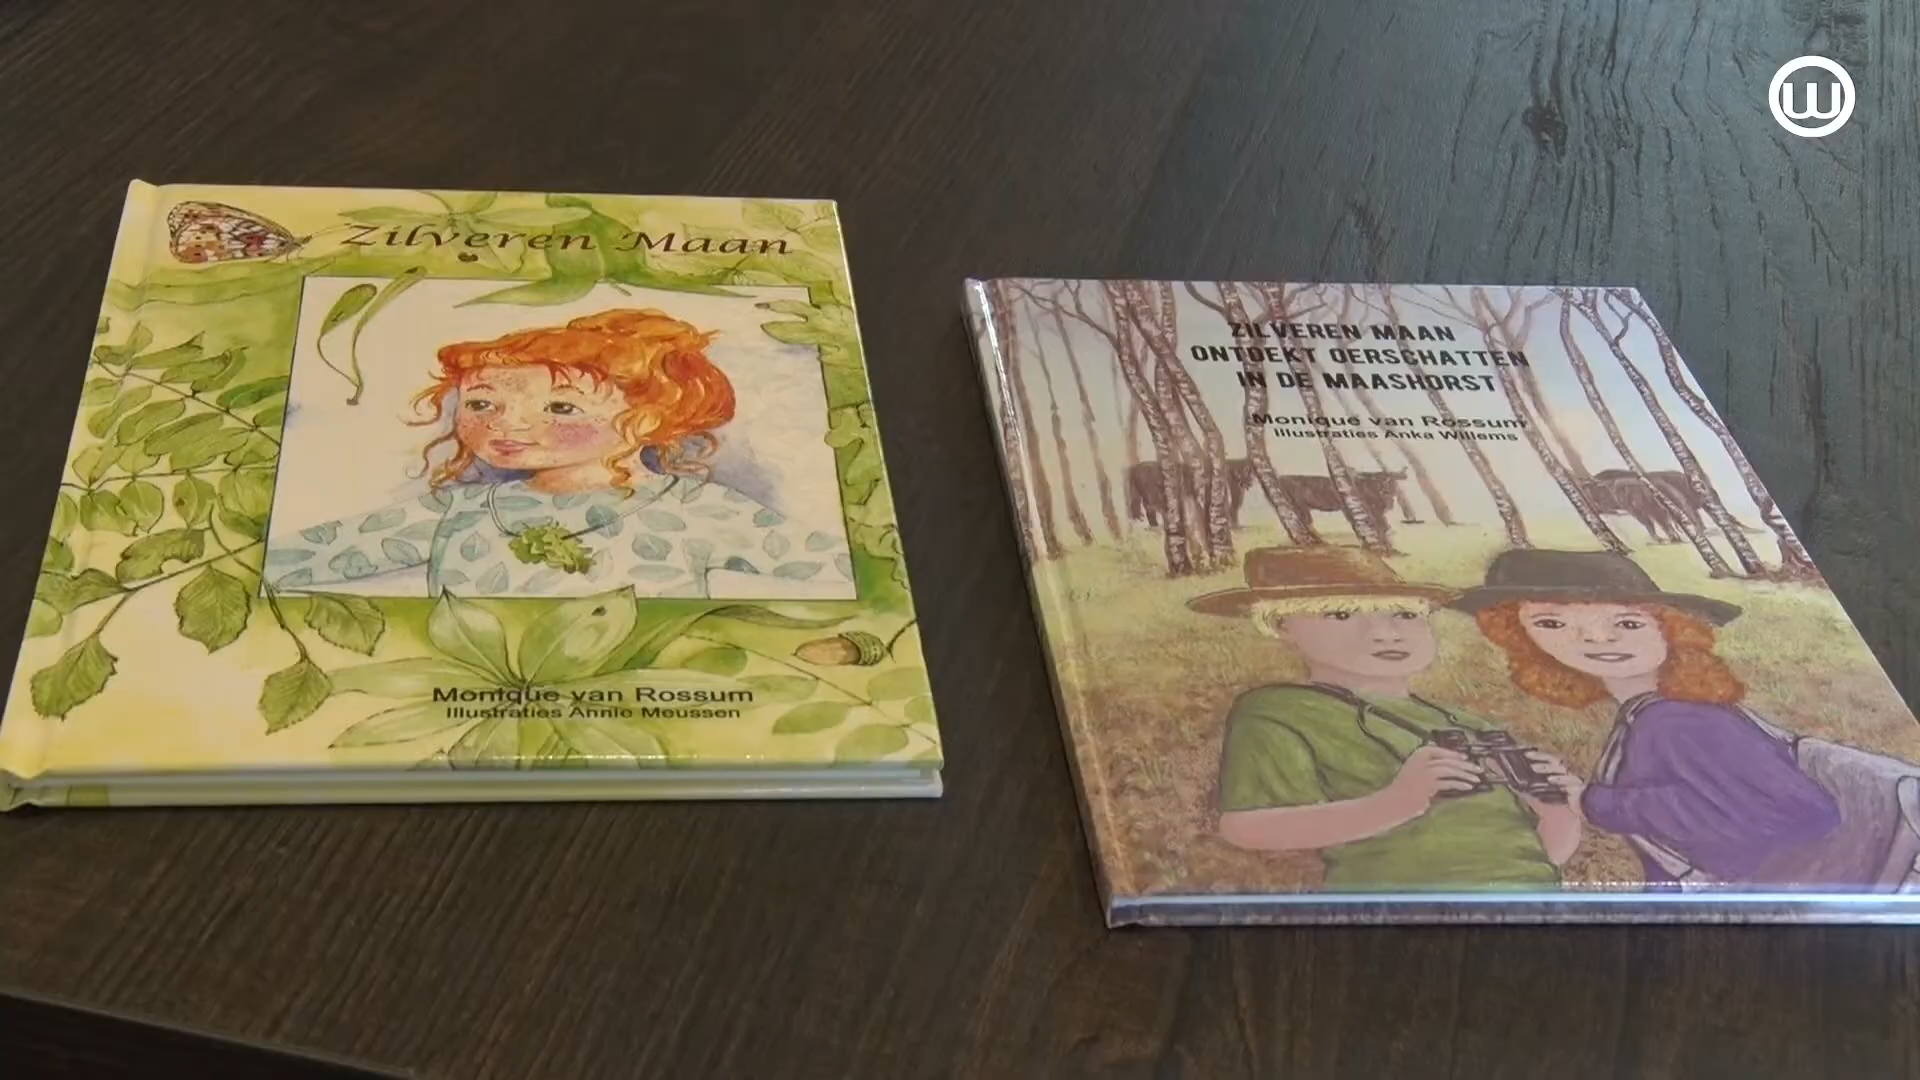 Zilveren Maan
Monique van Rossum
Illustraties Annie Meussen
ZILVEREN MAAN
ONTDEKT OERSCHATTEN
IN DE MAASHORST
Monique van Rossum
Illustraties Anka Willems
W